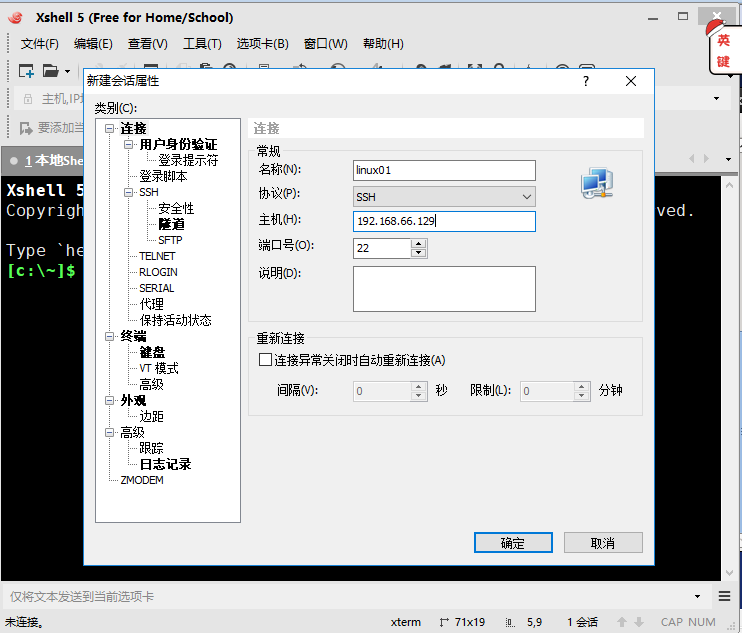 Xshell 5 (Free for Home/School)
文件(F) 编辑(E) 查看(V) 工具(T) 选项卡(B) 窗口(W) 帮助(H)
英
键
新建会话属性 ?
主机,IP
类别(C):
要添加当
1 本地She
连接
用户身份验证
登录提示符
登录脚本
SSH
安全性
隧道
SFTP
TELNET
RLOGIN
SERIAL
代理
保持活动状态
终端
键盘
VT 模式
高级
外观
边距
高级
跟踪
日志记录
ZMODEM
连接
常规
名称(N): linux01
协议(P): SSH
主机(H): 192.168.66.129
端口号(O): 22
说明(D):
重新连接
连接异常关闭时自动重新连接(A)
间隔(V): 0 秒 限制(L): 0 分钟
确定 取消
Xshell 5
Copyrigh ved.
Type `he
[c:\~]$
仅将文本发送到当前选项卡
未连接。 xterm 71x19 5,9 1 会话 CAP NUM